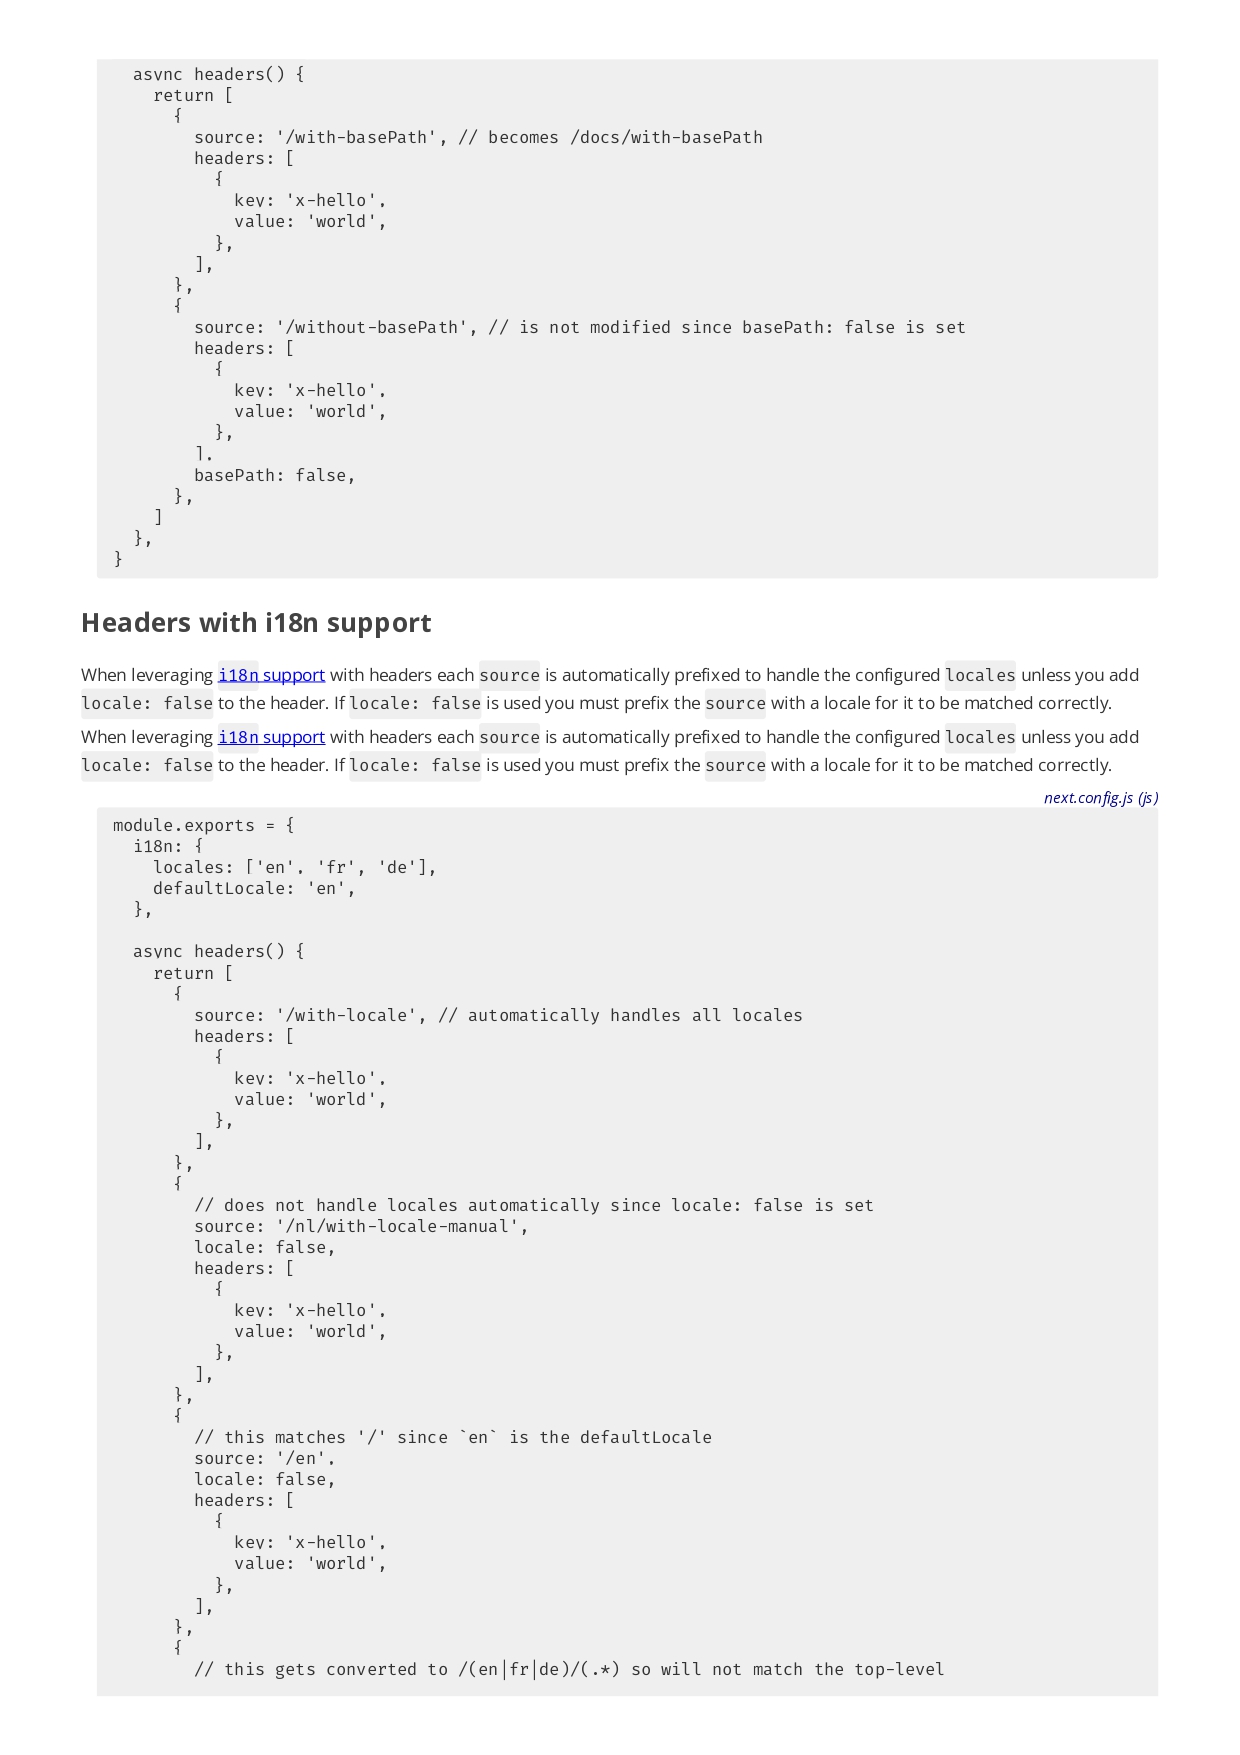 async headers() {
    return [
      {
        source: '/with-basePath', // becomes /docs/with-basePath
        headers: [
          {
            key: 'x-hello',
            value: 'world',
          },
        ],
      },
      {
        source: '/without-basePath', // is not modified since basePath: false is set
        headers: [
          {
            key: 'x-hello',
            value: 'world',
          },
        ],
        basePath: false,
      },
    ]
  },
}
Headers with i18n support
When leveraging i18n support with headers each source is automatically prefixed to handle the configured locales unless you add
locale: false to the header. If locale: false is used you must prefix the source with a locale for it to be matched correctly.
When leveraging i18n support with headers each source is automatically prefixed to handle the configured locales unless you add
locale: false to the header. If locale: false is used you must prefix the source with a locale for it to be matched correctly.
next.config.js (js)
module.exports = {
  i18n: {
    locales: ['en', 'fr', 'de'],
    defaultLocale: 'en',
  },

  async headers() {
    return [
      {
        source: '/with-locale', // automatically handles all locales
        headers: [
          {
            key: 'x-hello',
            value: 'world',
          },
        ],
      },
      {
        // does not handle locales automatically since locale: false is set
        source: '/nl/with-locale-manual',
        locale: false,
        headers: [
          {
            key: 'x-hello',
            value: 'world',
          },
        ],
      },
      {
        // this matches '/' since `en` is the defaultLocale
        source: '/en',
        locale: false,
        headers: [
          {
            key: 'x-hello',
            value: 'world',
          },
        ],
      },
      {
        // this gets converted to /(en|fr|de)/(.*) so will not match the top-level